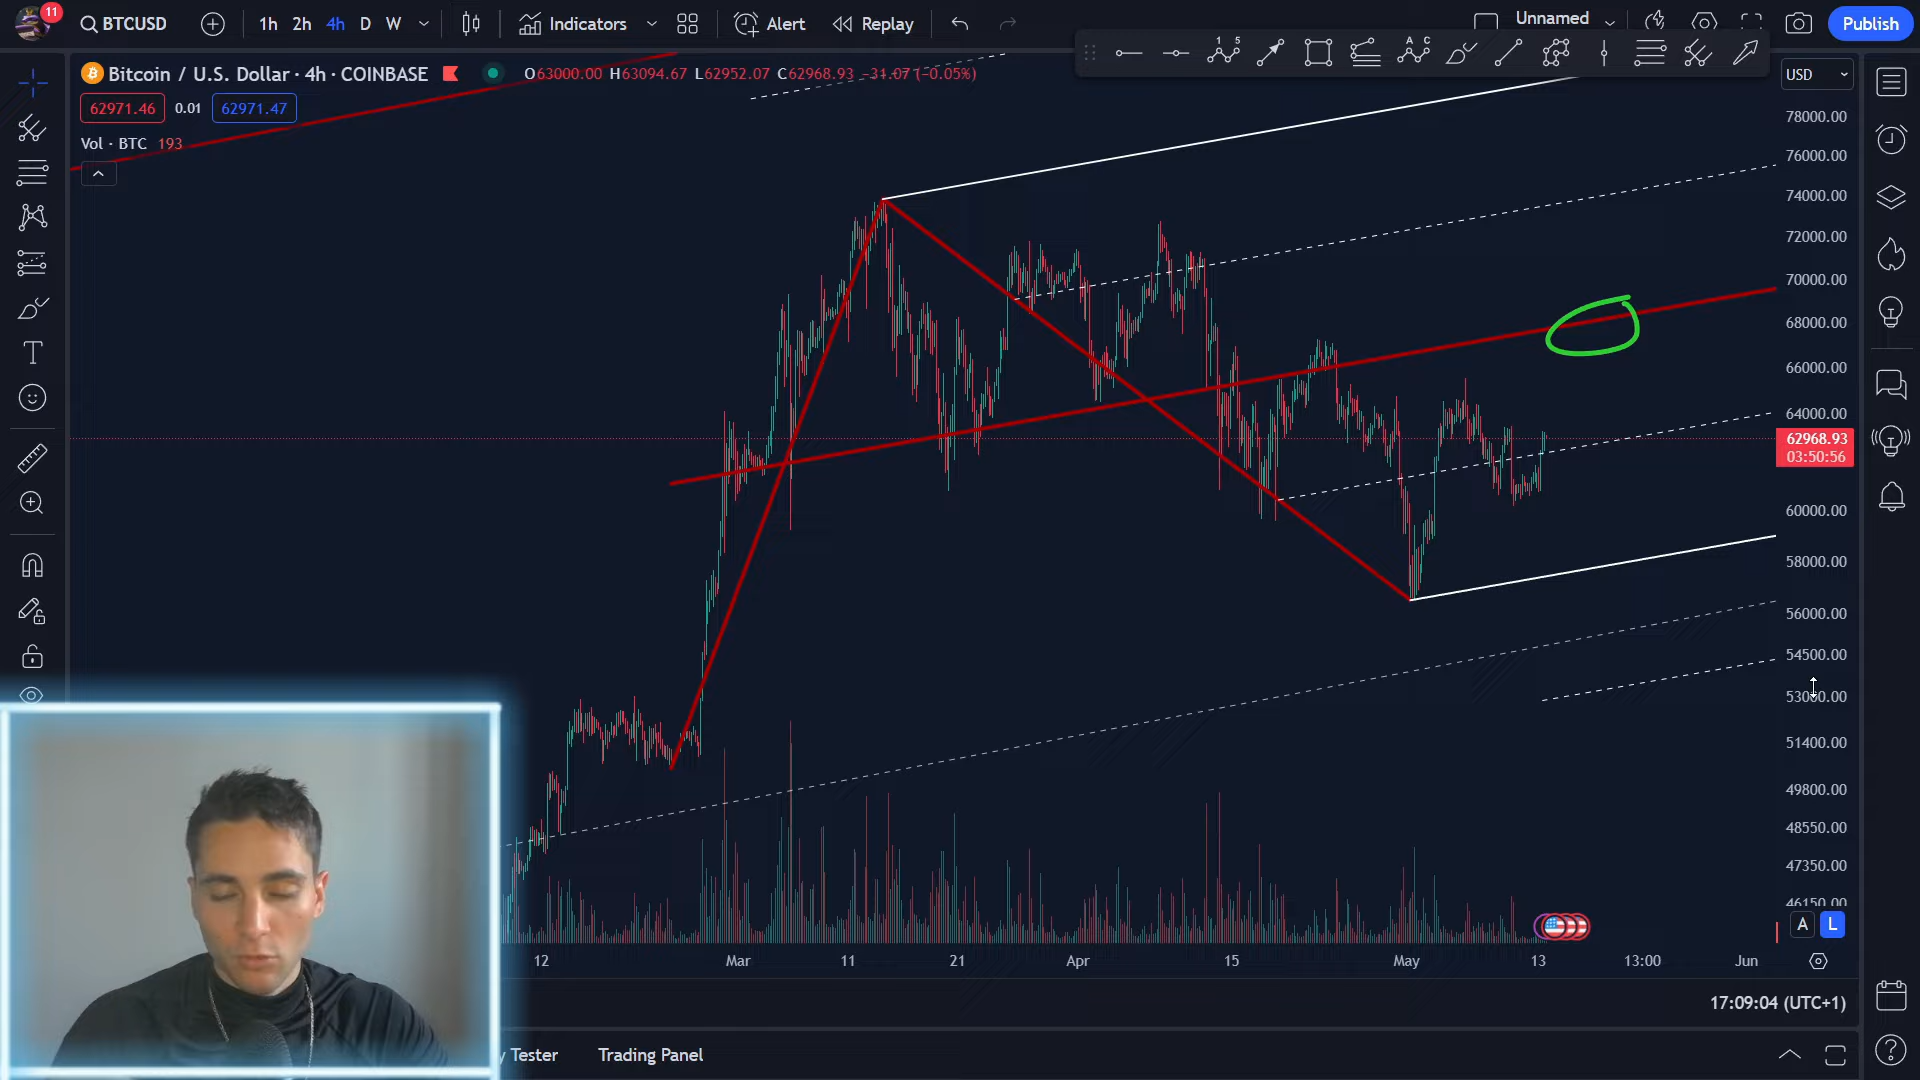 11
BTCUSD
1h 2h 4h D W
Indicators
Alert
Replay
Unnamed
Publish
Bitcoin / U.S. Dollar · 4h · COINBASE
O63000.00 H63094.67 L62952.07 C62968.93 −31.07 (−0.05%)
1 5
A C
USD
62971.46 0.01 62971.47
Vol · BTC 193
78000.00
76000.00
74000.00
72000.00
70000.00
68000.00
66000.00
64000.00
62968.93
03:50:56
60000.00
58000.00
56000.00
54500.00
51400.00
49800.00
48550.00
47350.00
46150.00
A L
12 Mar 11 21 Apr 15 May 13 13:00 Jun
17:09:04 (UTC+1)
y Tester Trading Panel